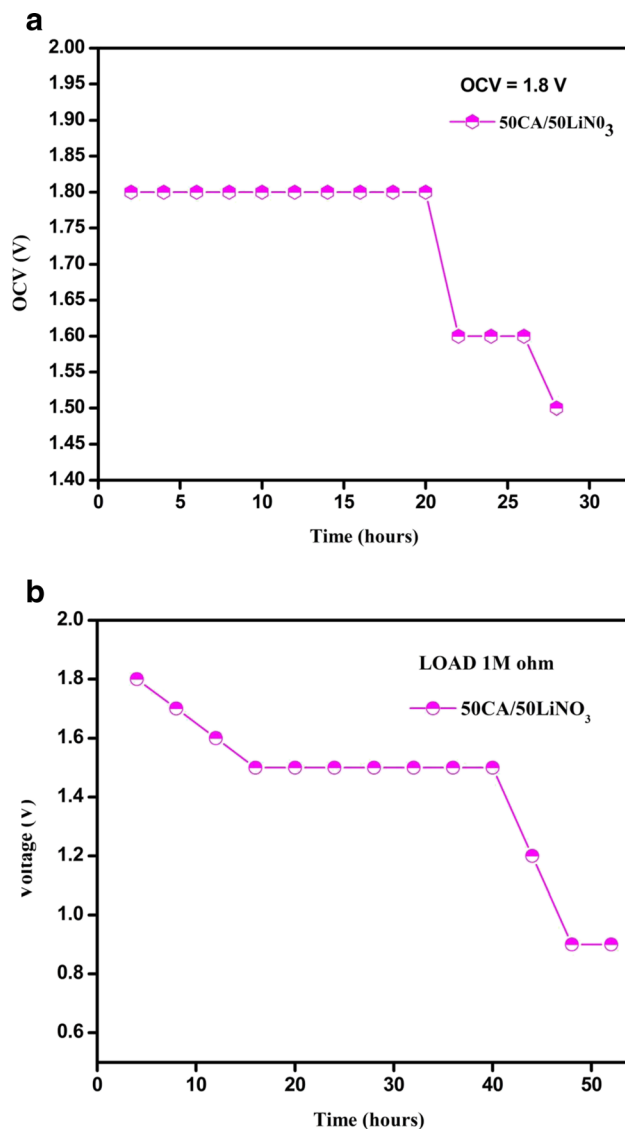 a
2.00
1.95
1.90
1.85
1.80
1.75
1.70
1.65
1.60
1.55
1.50
1.45
1.40
OCV (V)
OCV = 1.8 V
50CA/50LiN0₃
0 5 10 15 20 25 30
Time (hours)
b
2.0
1.8
1.6
1.4
1.2
1.0
0.8
0.6
Voltage (V)
LOAD 1M ohm
50CA/50LiNO₃
0 10 20 30 40 50
Time (hours)